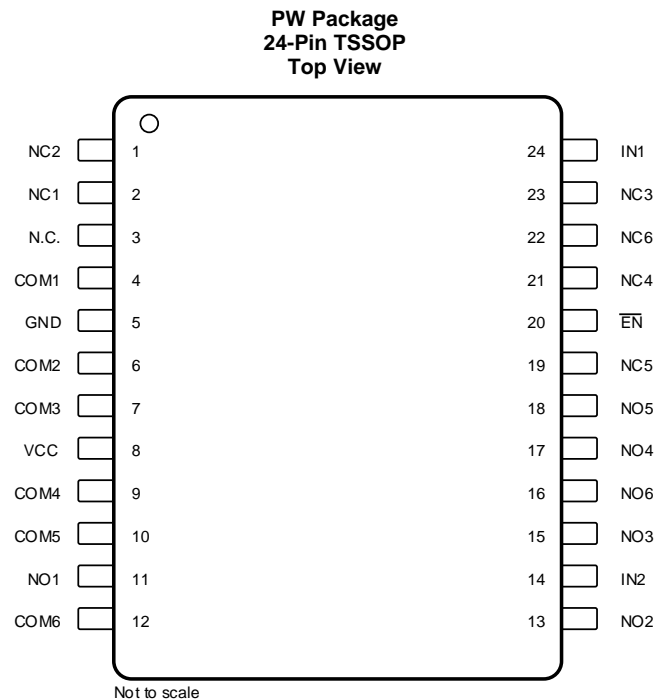 PW Package
24-Pin TSSOP
Top View
NC2 1 24 IN1
NC1 2 23 NC3
N.C. 3 22 NC6
COM1 4 21 NC4
GND 5 20 E̅N̅
COM2 6 19 NC5
COM3 7 18 NO5
VCC 8 17 NO4
COM4 9 16 NO6
COM5 10 15 NO3
NO1 11 14 IN2
COM6 12 13 NO2
Not to scale